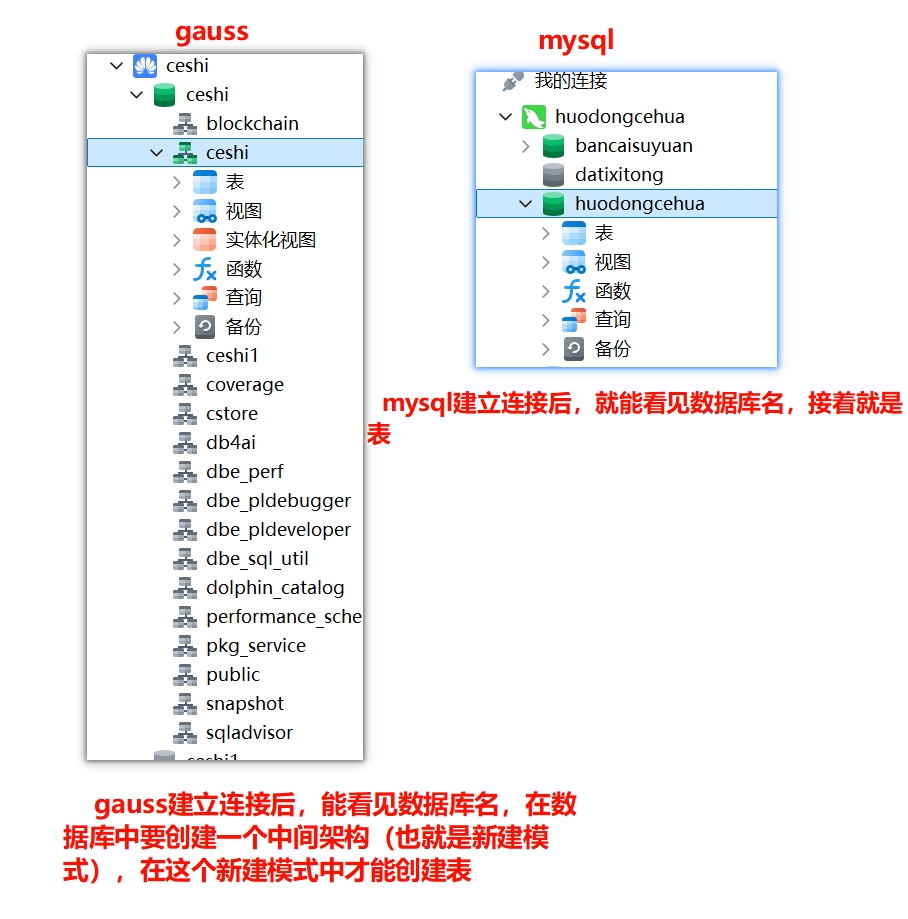 gauss
ceshi
ceshi
blockchain
ceshi
表
视图
实体化视图
函数
查询
备份
ceshi1
coverage
cstore
db4ai
dbe_perf
dbe_pldebugger
dbe_pldeveloper
dbe_sql_util
dolphin_catalog
performance_sche
pkg_service
public
snapshot
sqladvisor
ceshi1
mysql
我的连接
huodongcehua
bancaisuyuan
datixitong
huodongcehua
表
视图
函数
查询
备份
mysql建立连接后，就能看见数据库名，接着就是
表
gauss建立连接后，能看见数据库名，在数
据库中要创建一个中间架构（也就是新建模
式），在这个新建模式中才能创建表